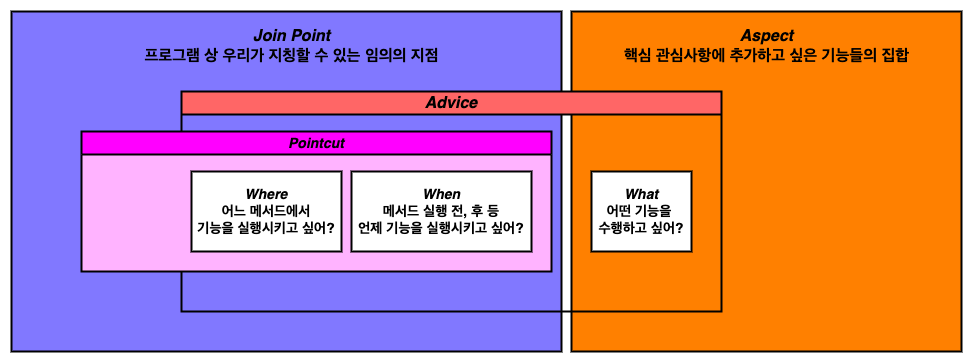 Join Point
프로그램 상 우리가 지칭할 수 있는 임의의 지점
Aspect
핵심 관심사항에 추가하고 싶은 기능들의 집합
Advice
Pointcut
Where
어느 메서드에서
기능을 실행시키고 싶어?
When
메서드 실행 전, 후 등
언제 기능을 실행시키고 싶어?
What
어떤 기능을
수행하고 싶어?